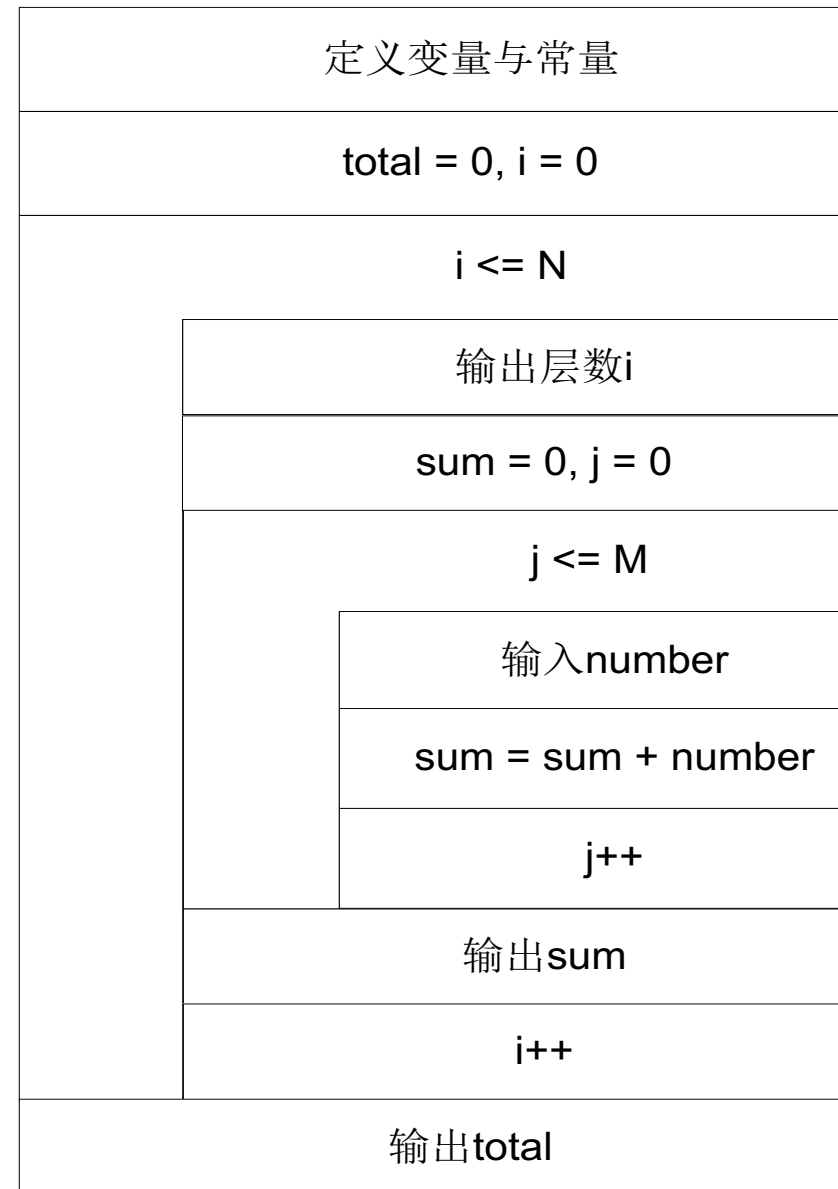 定义变量与常量
total = 0, i = 0
i <= N
输出层数i
sum = 0, j = 0
j <= M
输入number
sum = sum + number
j++
输出sum
i++
输出total